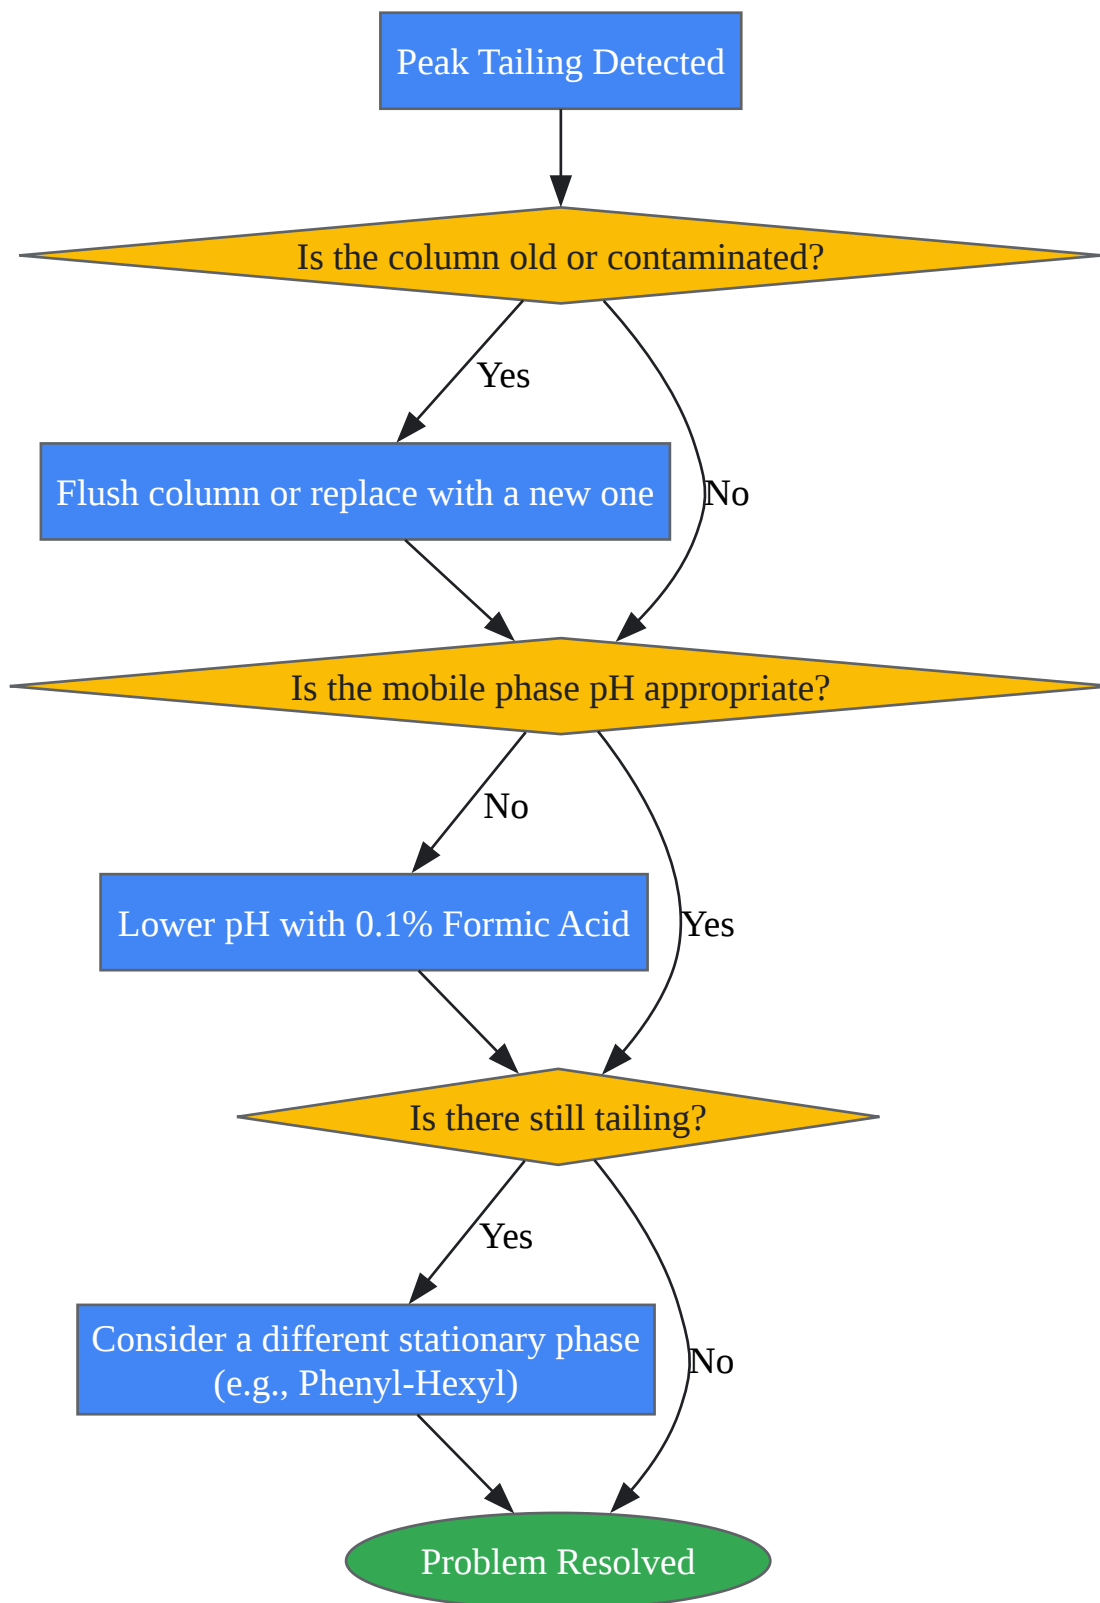 Peak Tailing Detected
Is the column old or contaminated?
Yes
Flush column or replace with a new one
No
Is the mobile phase pH appropriate?
No
Lower pH with 0.1% Formic Acid
Yes
Is there still tailing?
Yes
Consider a different stationary phase
(e.g., Phenyl-Hexyl)
No
Problem Resolved